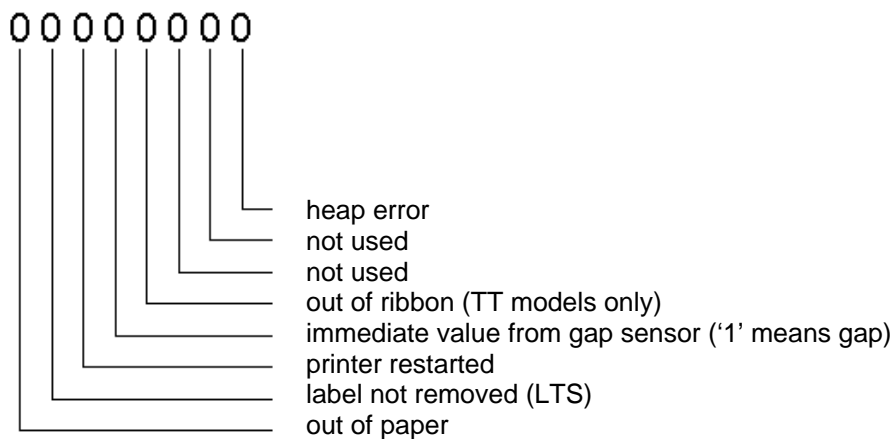 00000000
heap error
not used
not used
out of ribbon (TT models only)
immediate value from gap sensor (‘1’ means gap)
printer restarted
label not removed (LTS)
out of paper